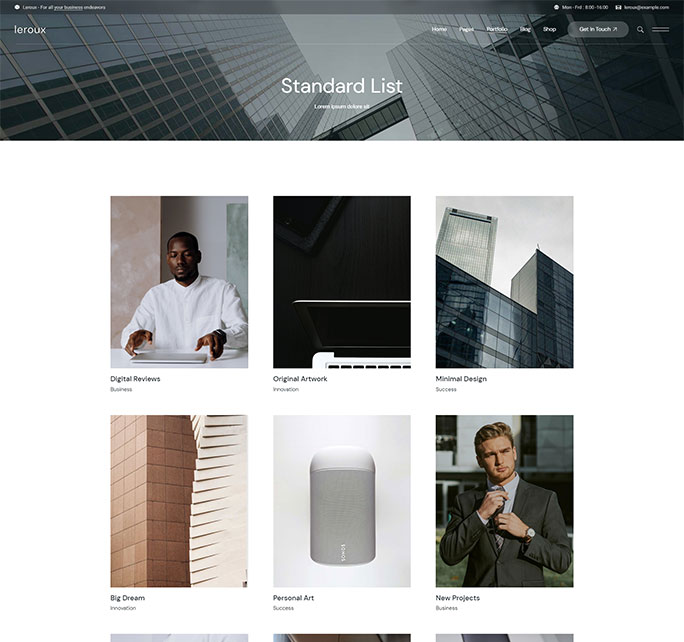 Leroux - For all your business endeavors
Mon - Frd : 8:00 -16:00
leroux@example.com
leroux
Home
Pages
Portfolio
Blog
Shop
Get in Touch
Standard List
Lorem ipsum dolore sit
Digital Reviews
Business
Original Artwork
Innovation
Minimal Design
Success
SONOS
Big Dream
Innovation
Personal Art
Success
New Projects
Business